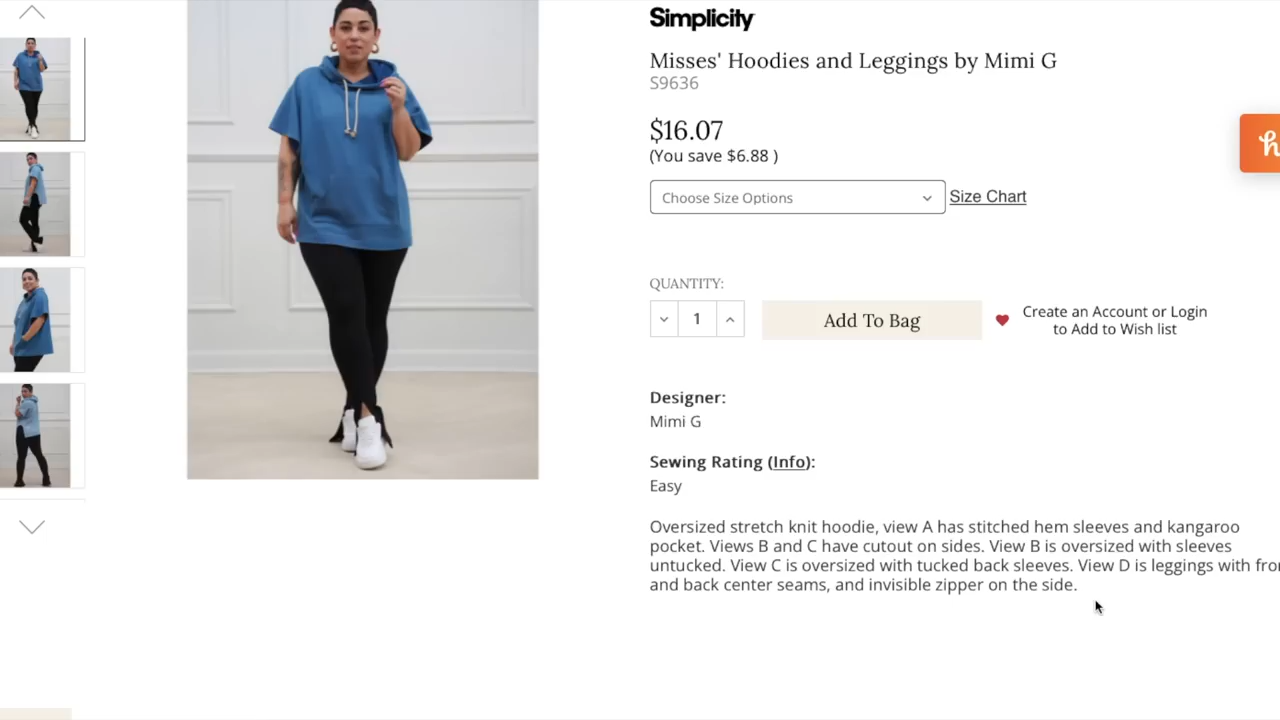 Simplicity
Misses' Hoodies and Leggings by Mimi G
S9636
$16.07
(You save $6.88 )
Choose Size Options
Size Chart
QUANTITY:
1
Add To Bag
Create an Account or Login
to Add to Wish list
Designer:
Mimi G
Sewing Rating (Info):
Easy
Oversized stretch knit hoodie, view A has stitched hem sleeves and kangaroo
pocket. Views B and C have cutout on sides. View B is oversized with sleeves
untucked. View C is oversized with tucked back sleeves. View D is leggings with
and back center seams, and invisible zipper on the side.